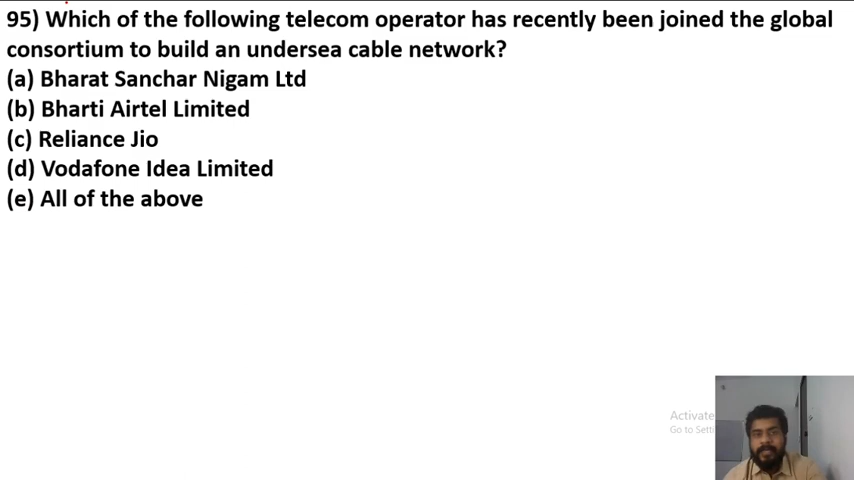 95) Which of the following telecom operator has recently been joined the global
consortium to build an undersea cable network?
(a) Bharat Sanchar Nigam Ltd
(b) Bharti Airtel Limited
(c) Reliance Jio
(d) Vodafone Idea Limited
(e) All of the above
Activate
Go to Setti